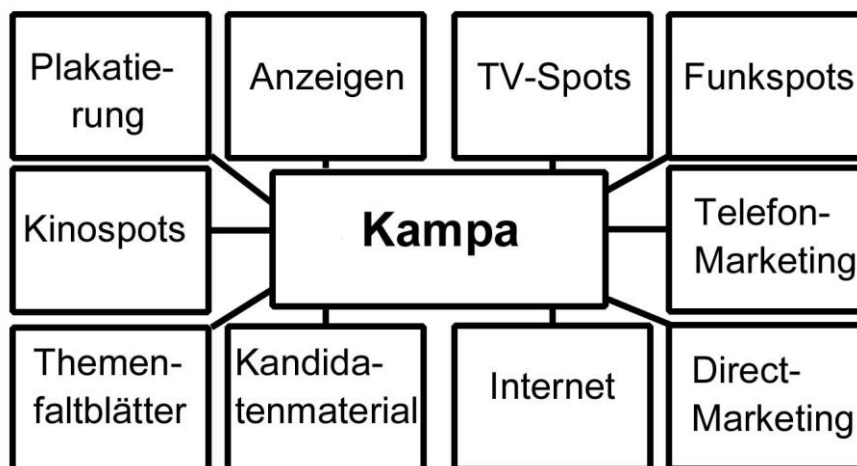 Plakatie-
rung
Anzeigen
TV-Spots
Funkspots
Kinospots
Kampa
Telefon-
Marketing
Themen-
faltblätter
Kandida-
tenmaterial
Internet
Direct-
Marketing